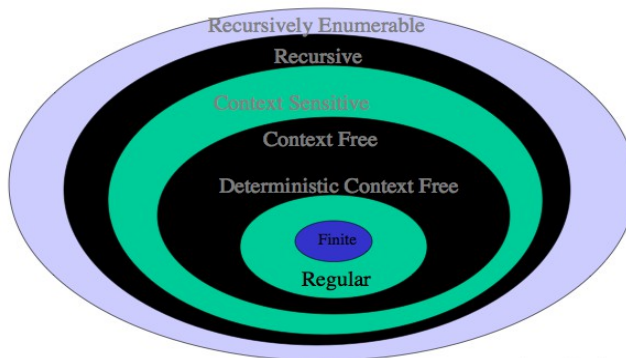 Recursively Enumerable
Recursive
Context Sensitive
Context Free
Deterministic Context Free
Finite
Regular